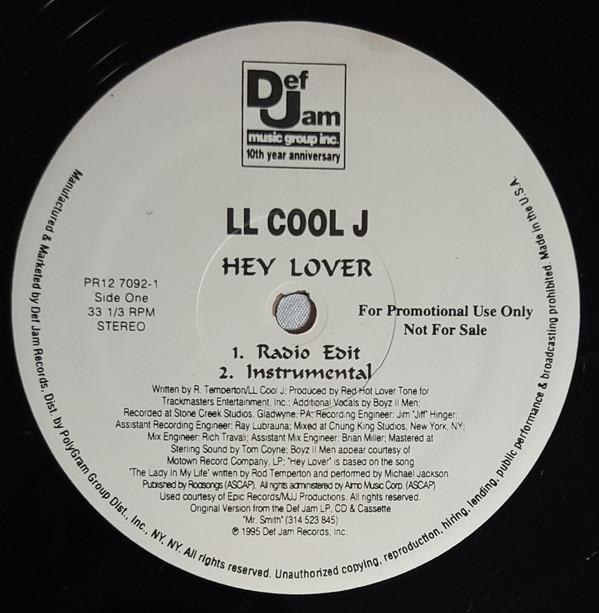 Def
Jam
music group inc.
10th year anniversary
LL COOL J
HEY LOVER
PR12 7092-1
Side One
33 1/3 RPM
STEREO
For Promotional Use Only
Not For Sale
1. Radio Edit
2. Instrumental
Written by R. Temperton/LL Cool J; Produced by Red Hot Lover Tone for
Trackmasters Entertainment, Inc.; Additional Vocals by Boyz II Men;
Recorded at Stone Creek Studios, Gladwyne, PA; Recording Engineer: Jim "Jiff" Hinger;
Assistant Recording Engineer: Ray Lubrauna; Mixed at Chung King Studios, New York, NY;
Mix Engineer: Rich Travali; Assistant Mix Engineer: Brian Miller; Mastered at
Sterling Sound by Tom Coyne; Boyz II Men appear courtesy of
Motown Record Company, LP; "Hey Lover" is based on the song
"The Lady In My Life" written by Rod Temperton and performed by Michael Jackson.
Published by Rodsongs (ASCAP). All rights administered by Almo Music Corp (ASCAP)
Used courtesy of Epic Records/MJJ Productions. All rights reserved.
Original Version from the Def Jam LP, CD & Cassette
"Mr. Smith" (314 523 845)
℗ 1995 Def Jam Records, Inc.
Manufactured & Marketed by Def Jam Records, Dist. by PolyGram Group Dist., Inc., NY, NY. All rights reserved. Unauthorized copying, reproduction, hiring, lending, public performance & broadcasting prohibited. Made in the U.S.A.